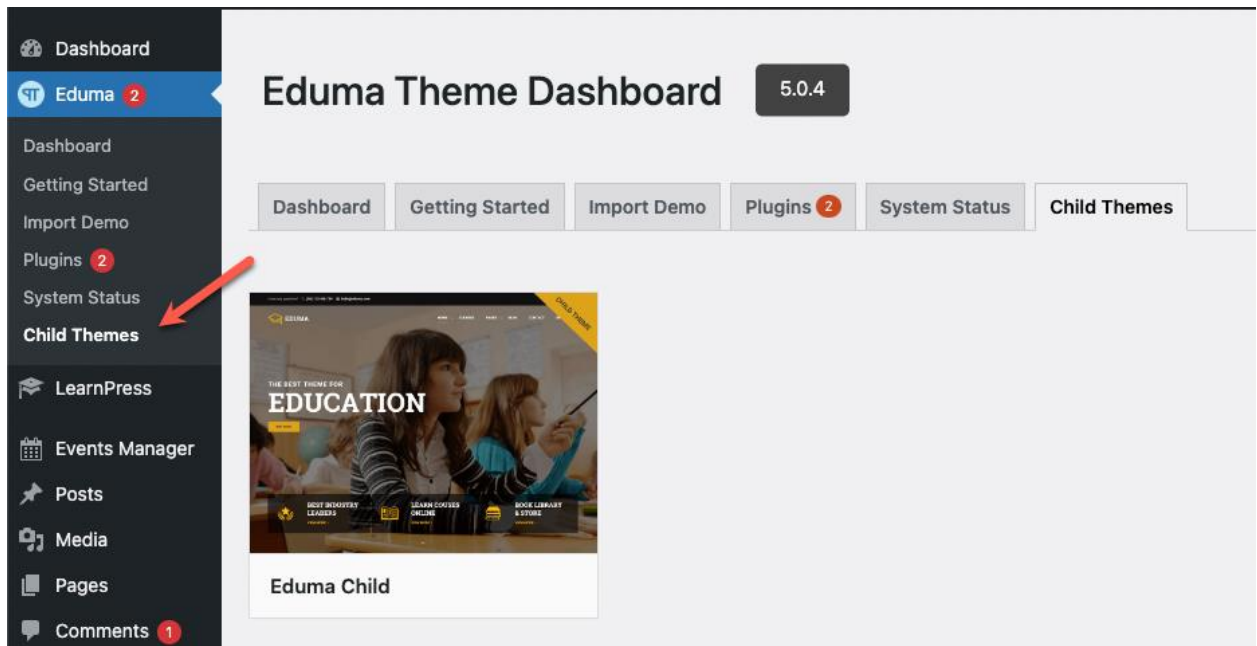 Dashboard
Eduma 2
Dashboard
Getting Started
Import Demo
Plugins 2
System Status
Child Themes
LearnPress
Events Manager
Posts
Media
Pages
Comments 1
Eduma Theme Dashboard 5.0.4
Dashboard Getting Started Import Demo Plugins 2 System Status Child Themes
CHILD THEME
EDUMA
THE BEST THEME FOR
EDUCATION
BEST INDUSTRY
LEADERS
LEARN COUSES
ONLINE
BOOK LIBRARY
& STORE
Eduma Child